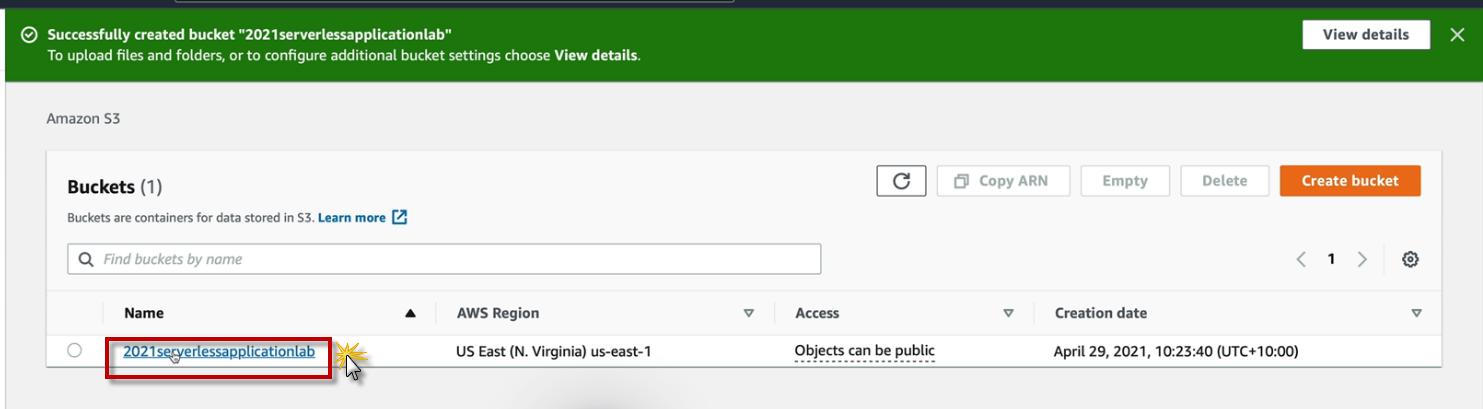 Successfully created bucket "2021serverlessapplicationlab"
To upload files and folders, or to configure additional bucket settings choose View details.
View details
Amazon S3
Buckets (1)
Copy ARN
Empty
Delete
Create bucket
Buckets are containers for data stored in S3. Learn more
Find buckets by name
1
Name
AWS Region
Access
Creation date
2021serverlessapplicationlab
US East (N. Virginia) us-east-1
Objects can be public
April 29, 2021, 10:23:40 (UTC+10:00)